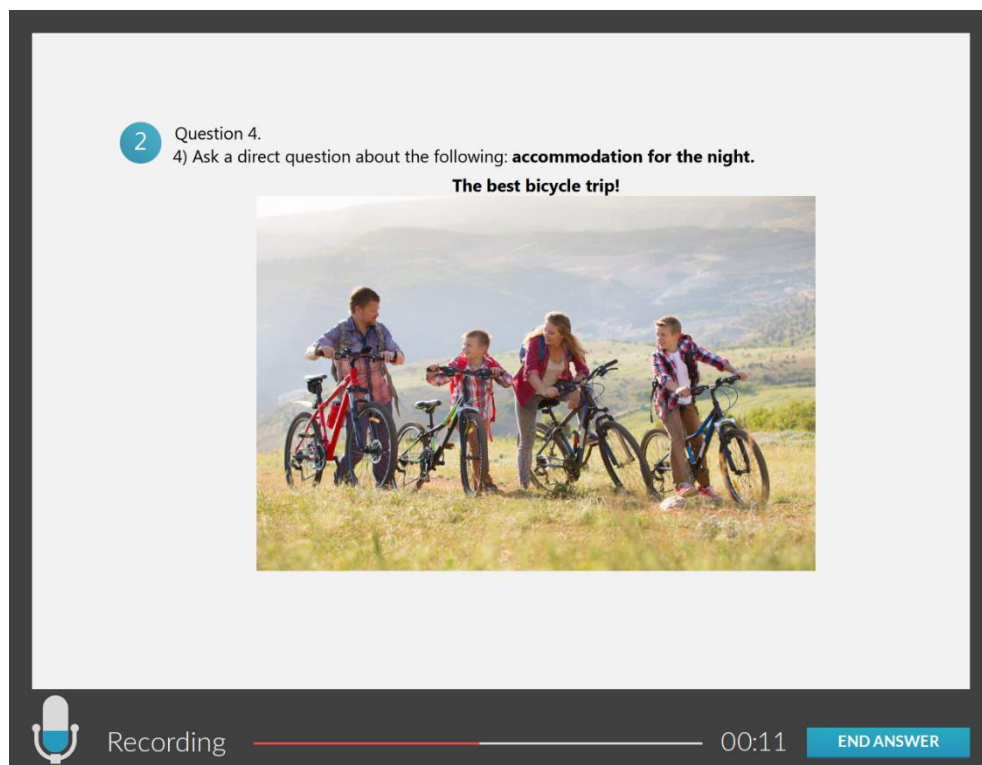 2
Question 4.
4) Ask a direct question about the following: accommodation for the night.
The best bicycle trip!
Recording
00:11
END ANSWER